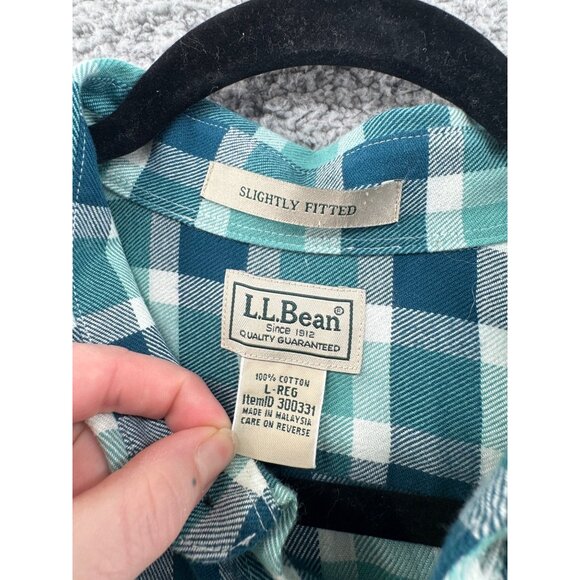 SLIGHTLY FITTED
L.L.Bean®
Since 1912
QUALITY GUARANTEED
100% COTTON
L-REG
ItemID 300331
MADE IN MALAYSIA
CARE ON REVERSE